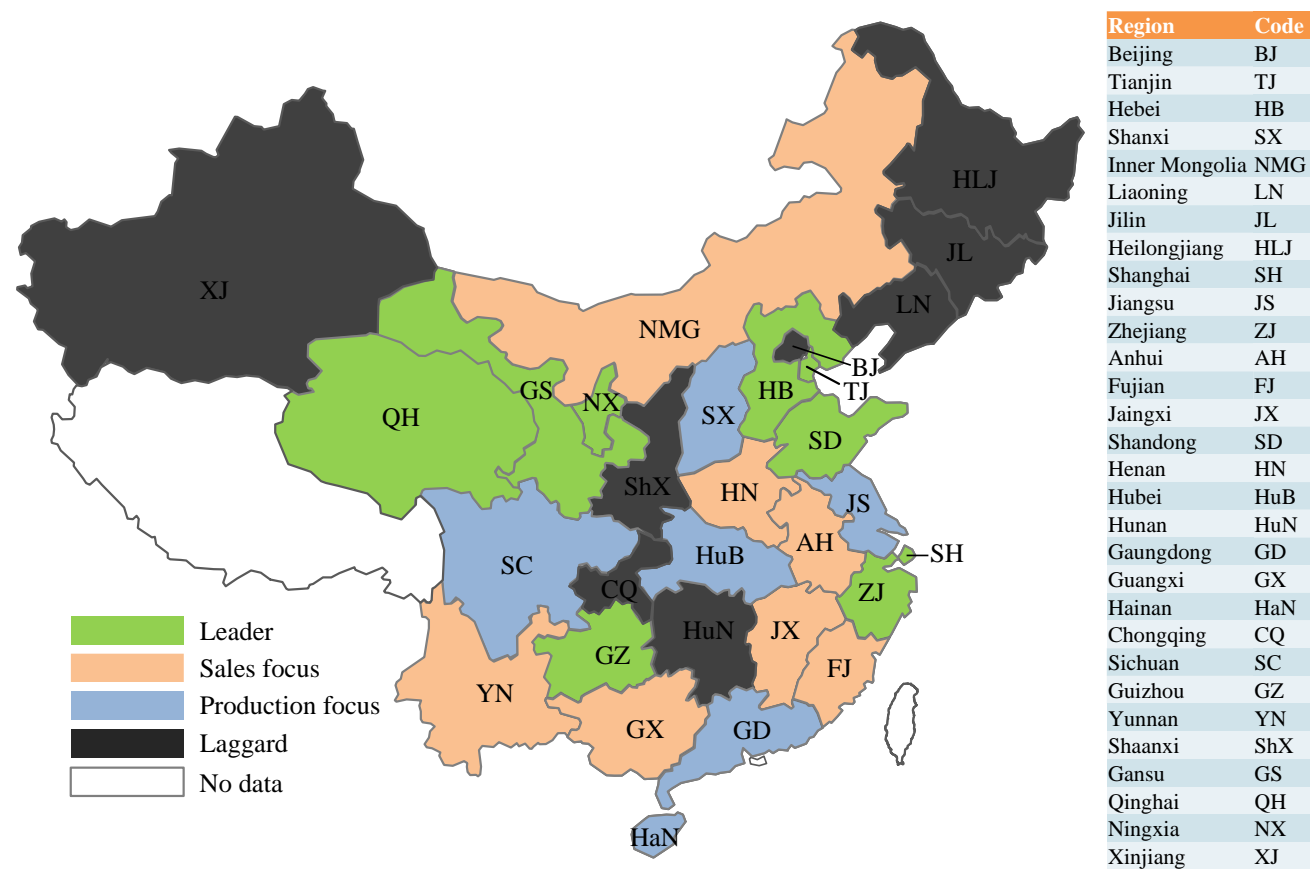 Region Code
Beijing BJ
Tianjin TJ
Hebei HB
Shanxi SX
Inner Mongolia NMG
Liaoning LN
Jilin JL
Heilongjiang HLJ
Shanghai SH
Jiangsu JS
Zhejiang ZJ
Anhui AH
Fujian FJ
Jaingxi JX
Shandong SD
Henan HN
Hubei HuB
Hunan HuN
Gaungdong GD
Guangxi GX
Hainan HaN
Chongqing CQ
Sichuan SC
Guizhou GZ
Yunnan YN
Shaanxi ShX
Gansu GS
Qinghai QH
Ningxia NX
Xinjiang XJ
HLJ
JL
XJ
LN
NMG
BJ
TJ
GS
HB
NX
QH
SX
SD
ShX
HN
JS
AH
SH
HuB
SC
CQ
ZJ
HuN
JX
GZ
FJ
YN
GX
GD
HaN
Leader
Sales focus
Production focus
Laggard
No data